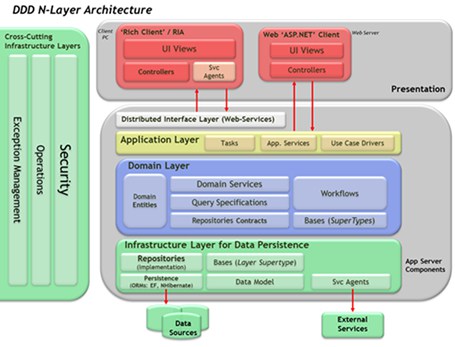 DDD N-Layer Architecture
Cross-Cutting
Infrastructure Layers
Exception Management
Operations
Security
Client
PC
'Rich Client' / RIA
UI Views
Controllers
Svc
Agents
Web 'ASP.NET' Client
UI Views
Controllers
Web Server
Presentation
Distributed Interface Layer (Web-Services)
Application Layer
Tasks
App. Services
Use Case Drivers
Domain Layer
Domain
Entities
Domain Services
Query Specifications
Repositories Contracts
Workflows
Bases (SuperTypes)
Infrastructure Layer for Data Persistence
Repositories
(Implementation)
Bases (Layer Supertype)
Persistence
(ORMs: EF, NHibernate)
Data Model
Svc Agents
App Server
Components
Data
Sources
External
Services